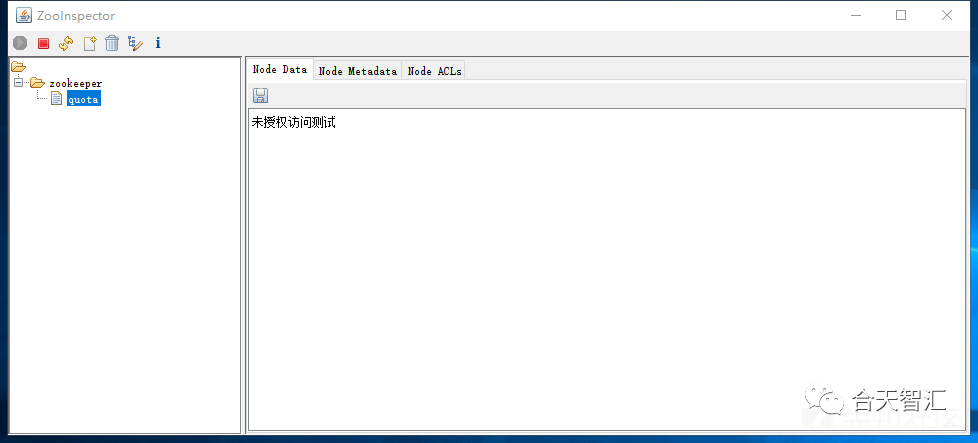 ZooInspector
Node Data Node Metadata Node ACLs
zookeeper
quota
未授权访问测试
合天智汇